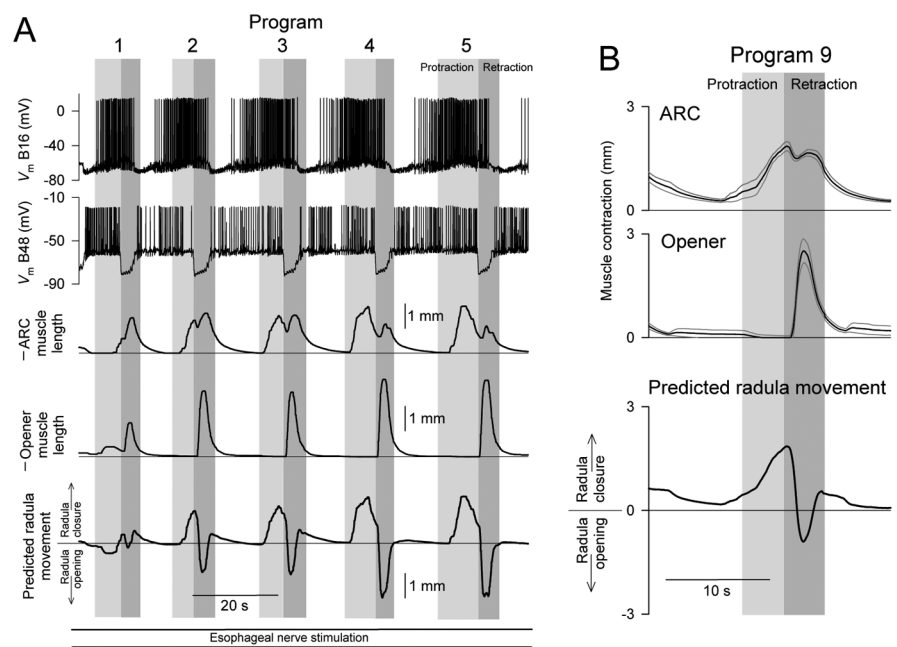 A
Program
1 2 3 4 5
Protraction Retraction
Vm B16 (mV)
0
-40
-80
Vm B48 (mV)
-10
-50
-90
– ARC
muscle
length
1 mm
– Opener
muscle
length
1 mm
Predicted radula
movement
Radula
closure
Radula
opening
1 mm
20 s
Esophageal nerve stimulation
B
Program 9
Protraction Retraction
Muscle contraction (mm)
ARC
3
0
Opener
3
0
Predicted radula movement
3
0
-3
Radula
closure
Radula
opening
10 s